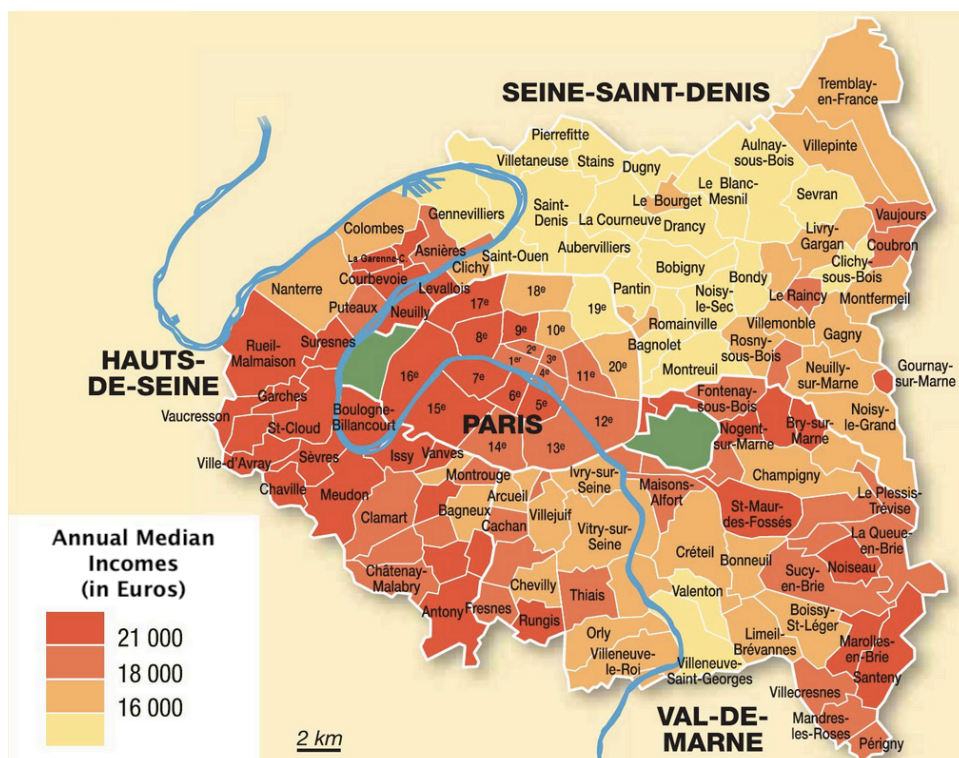 SEINE-SAINT-DENIS
Tremblay-
en-France
Villepinte
Pierrefitte
Villetaneuse
Stains
Dugny
Aulnay-
sous-Bois
Le Blanc-
Mesnil
Sevran
Le Bourget
Gennevilliers
Saint-
Denis
La Courneuve
Drancy
Vaujours
Livry-
Gargan
Coubron
Colombes
Asnières
La Garenne-C.
Courbevoie
Clichy
Saint-Ouen
Aubervilliers
Bobigny
Bondy
Clichy-
sous-Bois
Montfermeil
Nanterre
Levallois
Puteaux
Neuilly
Pantin
Noisy-
le-Sec
Le Raincy
Romainville
Villemonble
Gagny
Rosny-
sous-Bois
Bagnolet
Montreuil
Neuilly-
sur-Marne
Gournay-
sur-Marne
Noisy-
le-Grand
17e
18e
19e
8e
9e
10e
2e
1er
3e
4e
11e
20e
16e
7e
6e
5e
15e
PARIS
12e
14e
13e
HAUTS-
DE-SEINE
Rueil-
Malmaison
Suresnes
Garches
Vaucresson
St-Cloud
Boulogne-
Billancourt
Ville-d'Avray
Sèvres
Chaville
Meudon
Issy
Vanves
Montrouge
Clamart
Bagneux
Arcueil
Cachan
Villejuif
Ivry-sur-
Seine
Vitry-sur-
Seine
Châtenay-
Malabry
Antony
Fresnes
Chevilly
Rungis
Thiais
Orly
Villeneuve-
le-Roi
Fontenay-
sous-Bois
Nogent-
sur-Marne
Bry-sur-
Marne
Champigny
Maisons-
Alfort
St-Maur-
des-Fossés
Le Plessis-
Trévise
La Queue-
en-Brie
Créteil
Bonneuil
Sucy-
en-Brie
Noiseau
Valenton
Boissy-
St-Léger
Limeil-
Brévannes
Marolles-
en-Brie
Santeny
Villeneuve-
Saint-Georges
Villecresnes
Mandres-
les-Roses
Périgny
VAL-DE-
MARNE
Annual Median
Incomes
(in Euros)
21 000
18 000
16 000
2 km